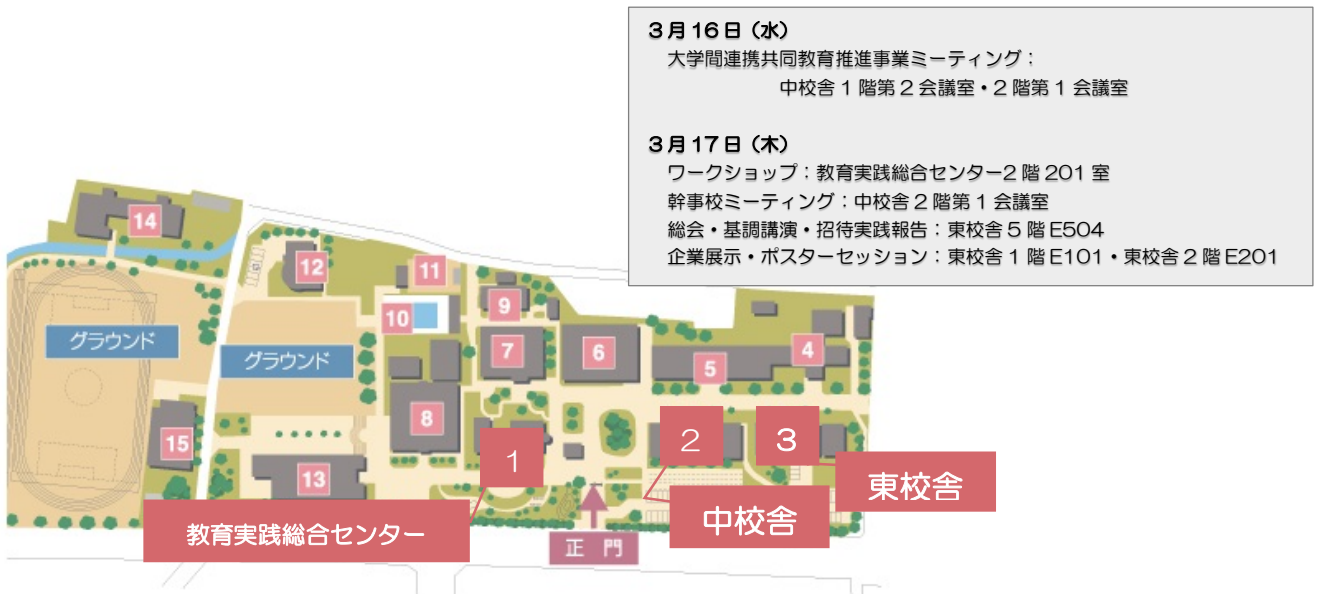 3月16日（水）
大学間連携共同教育推進事業ミーティング：
中校舎1階第2会議室・2階第1会議室
3月17日（木）
ワークショップ：教育実践総合センター2階201室
幹事校ミーティング：中校舎2階第1会議室
総会・基調講演・招待実践報告：東校舎5階E504
企業展示・ポスターセッション：東校舎1階E101・東校舎2階E201
14
12
11
10
9
グラウンド
グラウンド
7
6
5
4
15
8
13
1
2
3
東校舎
中校舎
教育実践総合センター
正門